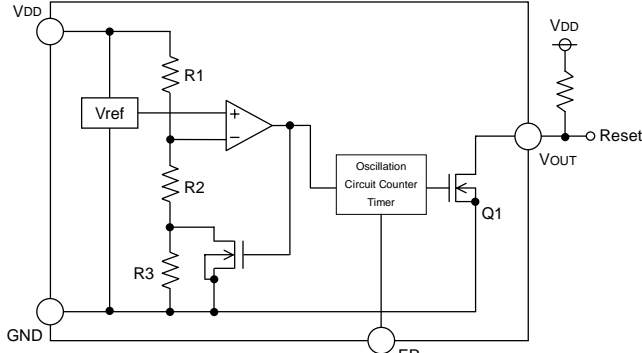 VDD
VDD
R1
Vref
+
−
Reset
VOUT
Oscillation
Circuit Counter
Timer
R2
Q1
R3
GND